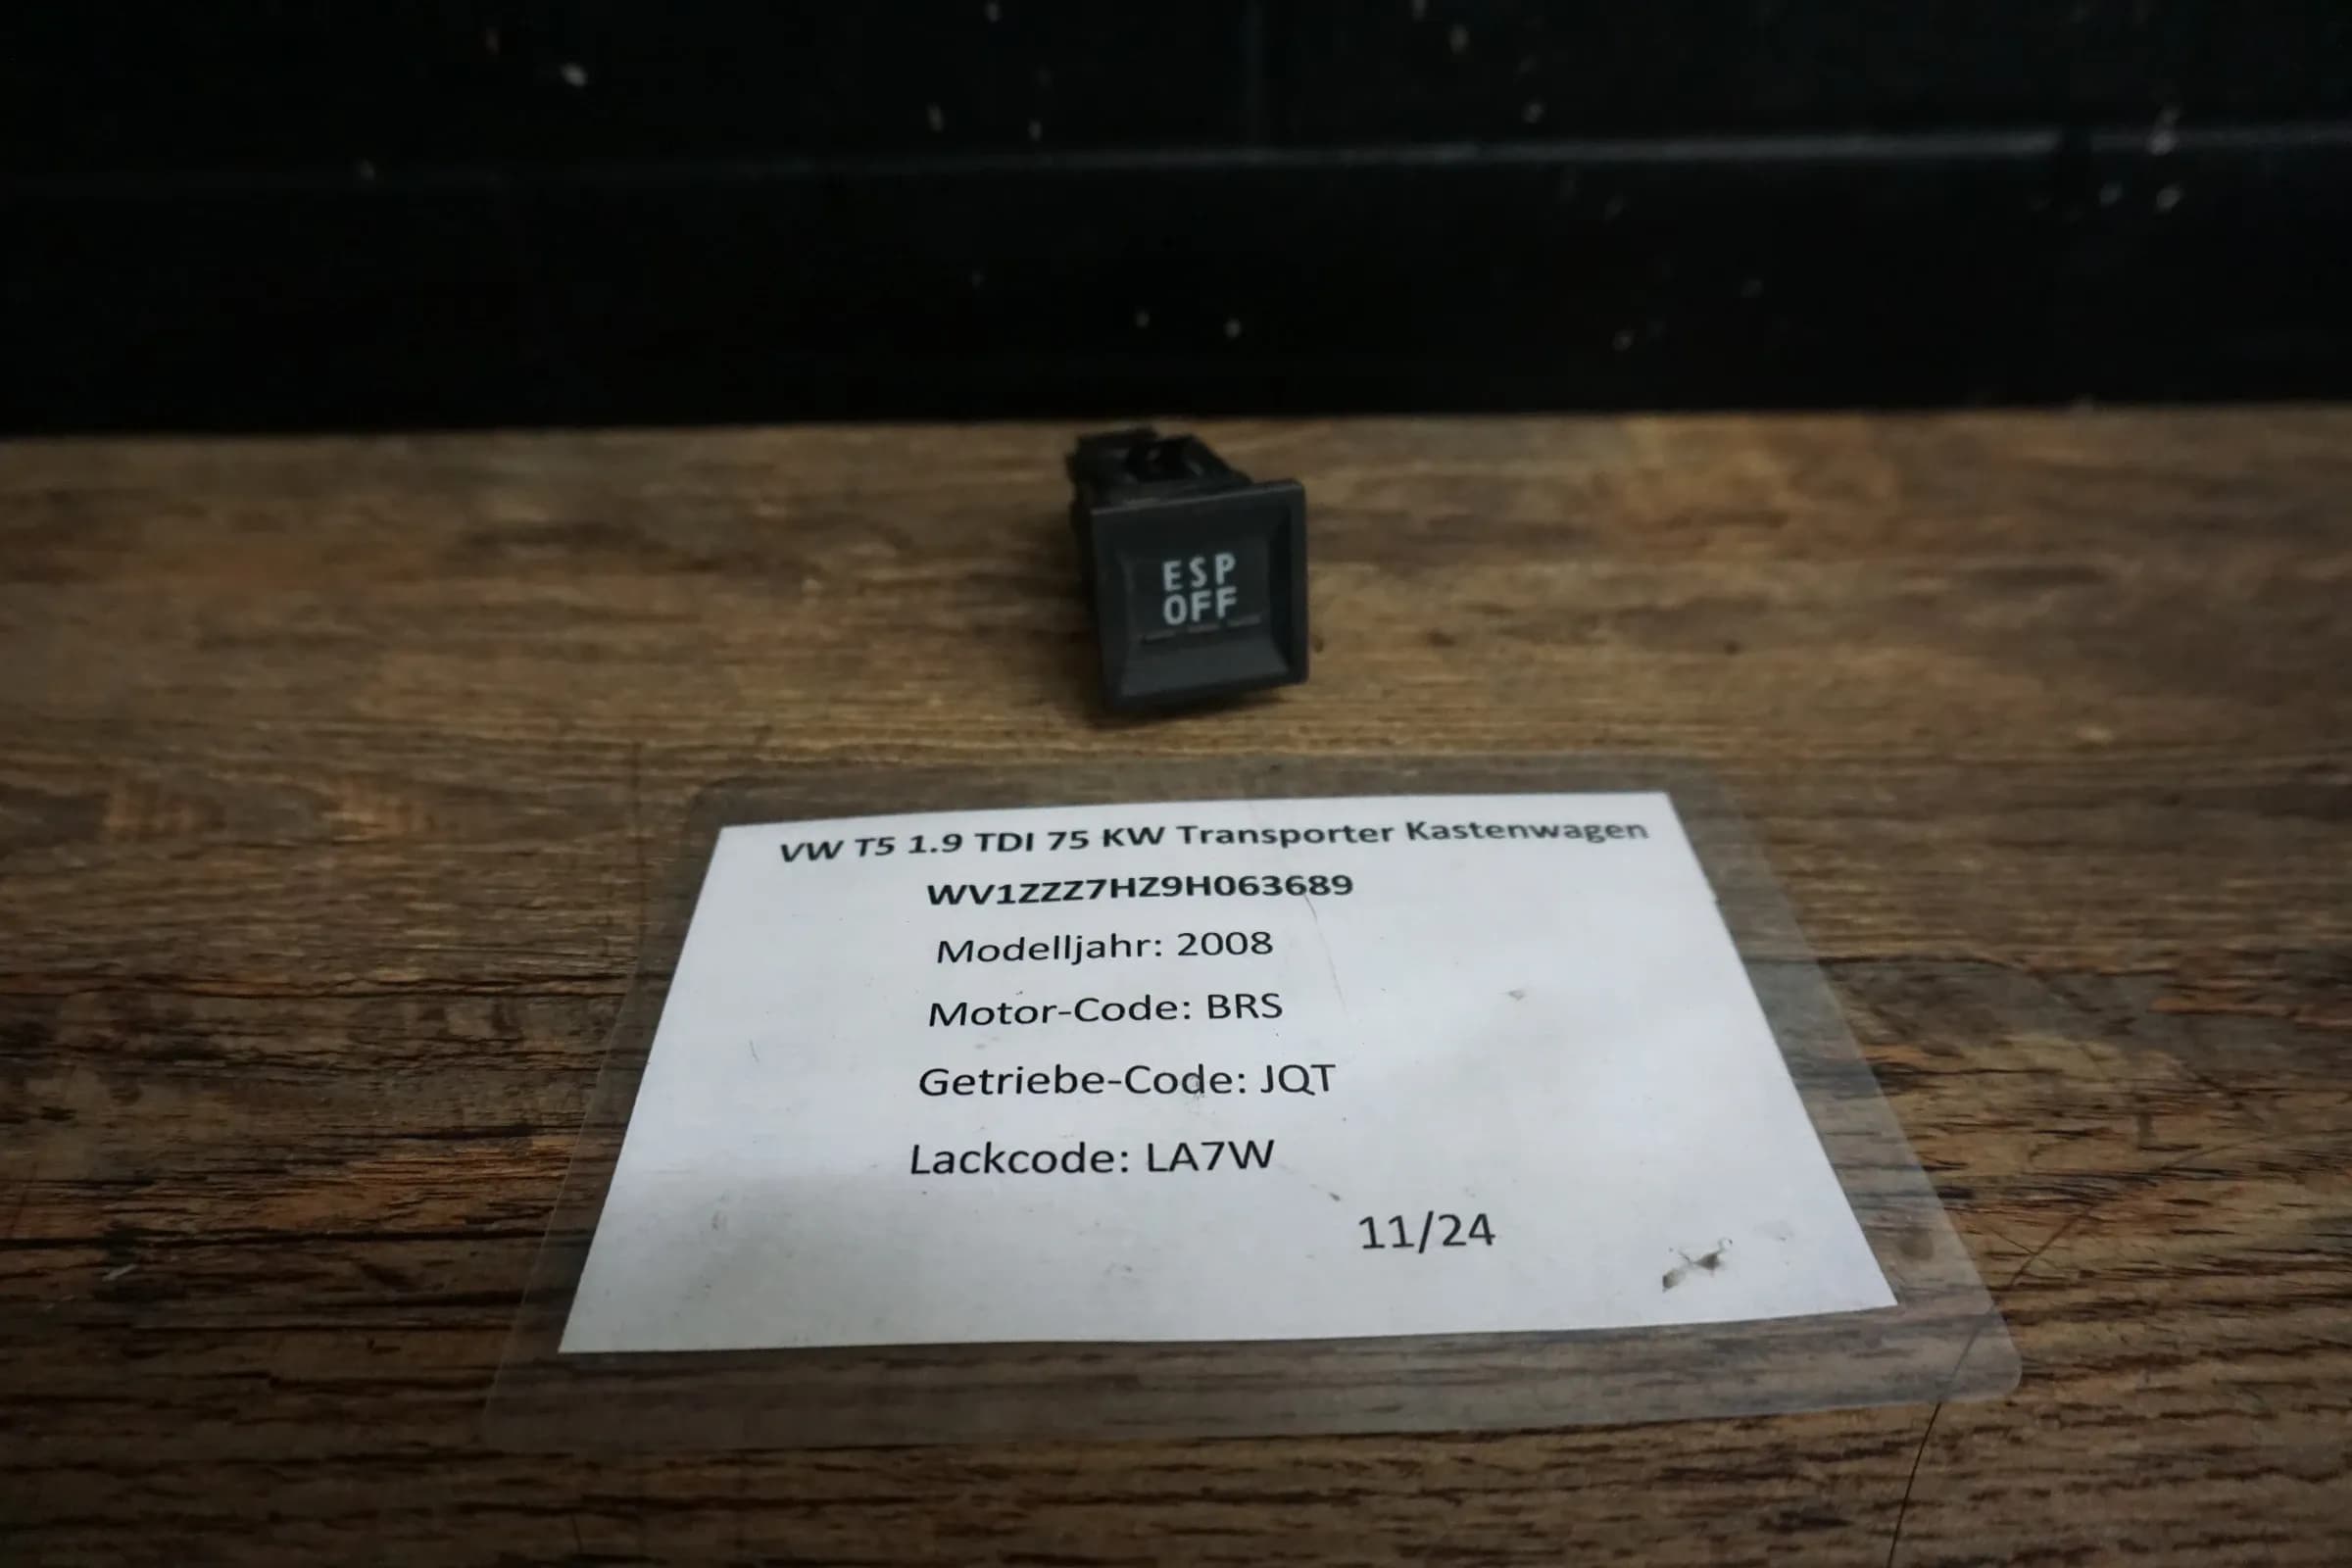 ESP
OFF
VW T5 1.9 TDI 75 KW Transporter Kastenwagen
WV1ZZZ7HZ9H063689
Modelljahr: 2008
Motor-Code: BRS
Getriebe-Code: JQT
Lackcode: LA7W
11/24